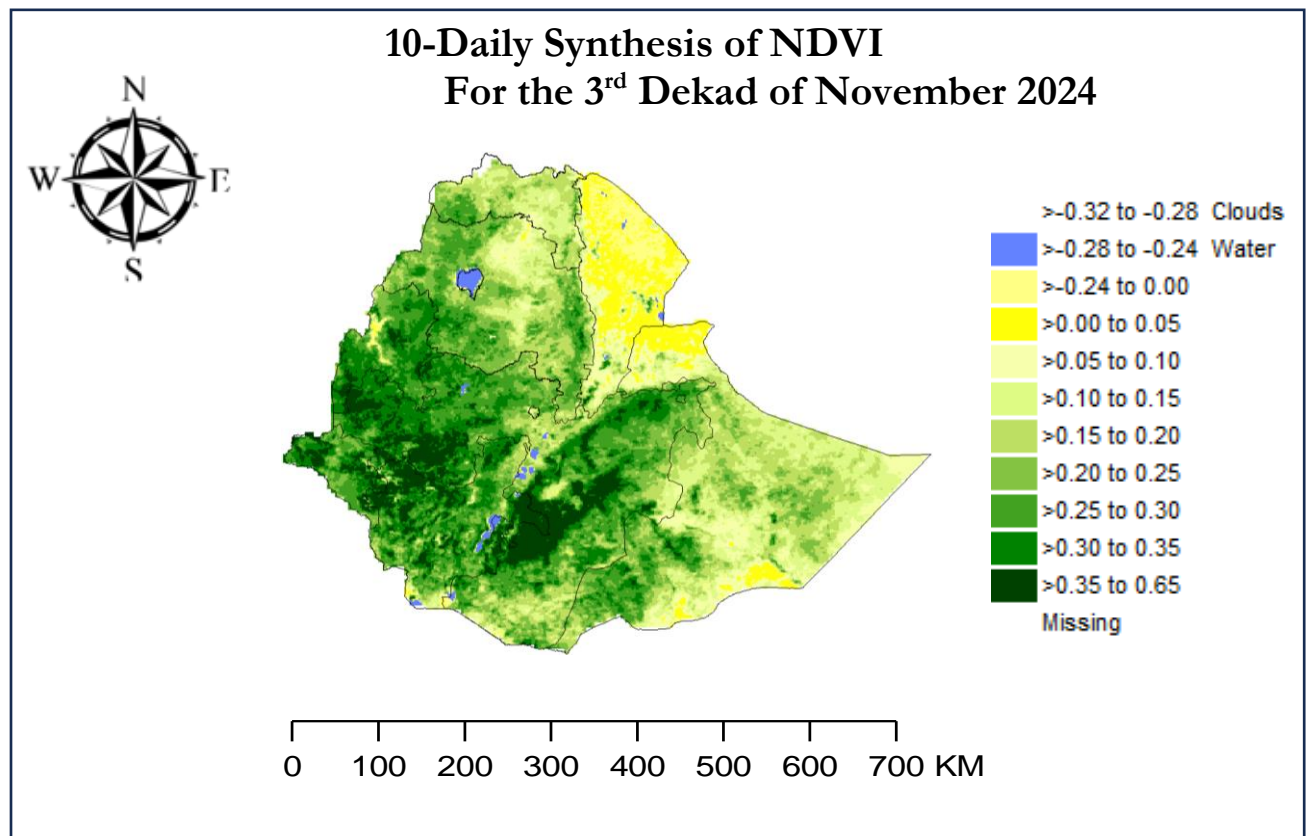 10-Daily Synthesis of NDVI
For the 3rd Dekad of November 2024
N
W E
S
>-0.32 to -0.28 Clouds
>-0.28 to -0.24 Water
>-0.24 to 0.00
>0.00 to 0.05
>0.05 to 0.10
>0.10 to 0.15
>0.15 to 0.20
>0.20 to 0.25
>0.25 to 0.30
>0.30 to 0.35
>0.35 to 0.65
Missing
0 100 200 300 400 500 600 700 KM